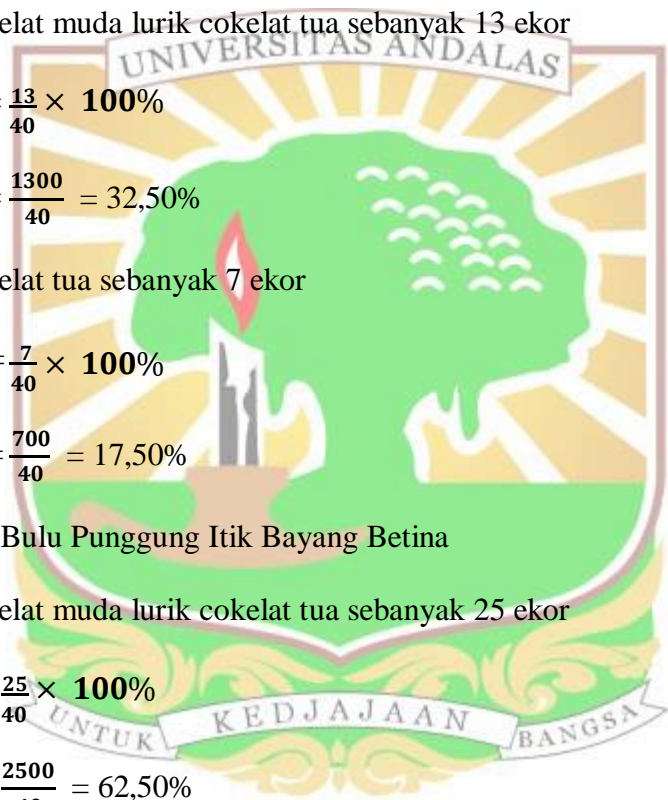 elat muda lurik cokelat tua sebanyak 13 ekor
UNIVERSITAS ANDALAS
= 13/40 × 100%
= 1300/40 = 32,50%
elat tua sebanyak 7 ekor
= 7/40 × 100%
= 700/40 = 17,50%
Bulu Punggung Itik Bayang Betina
elat muda lurik cokelat tua sebanyak 25 ekor
25/40 × 100%
UNTUK KEDJAJAAN BANGSA
2500/40 = 62,50%